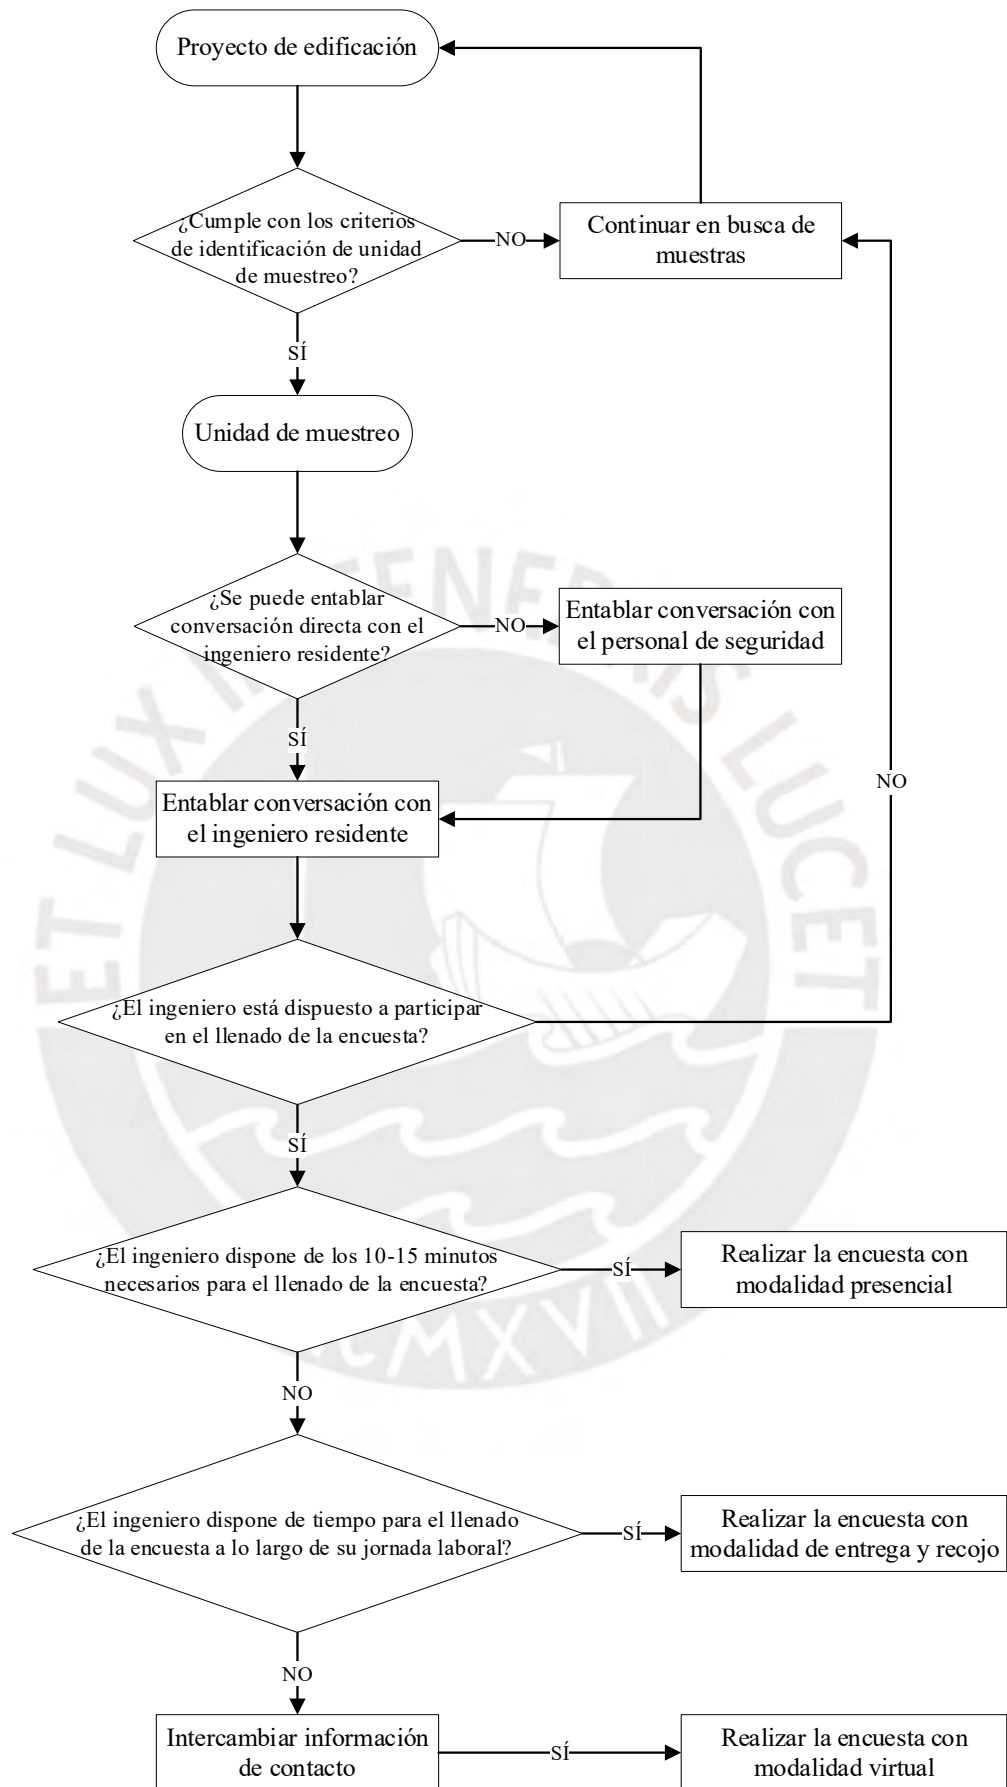 Proyecto de edificación
¿Cumple con los criterios
de identificación de unidad
de muestreo?
NO
Continuar en busca de
muestras
SÍ
Unidad de muestreo
¿Se puede entablar
conversación directa con el
ingeniero residente?
NO
Entablar conversación con
el personal de seguridad
SÍ
Entablar conversación con
el ingeniero residente
NO
¿El ingeniero está dispuesto a participar
en el llenado de la encuesta?
SÍ
¿El ingeniero dispone de los 10-15 minutos
necesarios para el llenado de la encuesta?
SÍ
Realizar la encuesta con
modalidad presencial
NO
¿El ingeniero dispone de tiempo para el llenado
de la encuesta a lo largo de su jornada laboral?
SÍ
Realizar la encuesta con
modalidad de entrega y recojo
NO
Intercambiar información
de contacto
SÍ
Realizar la encuesta con
modalidad virtual